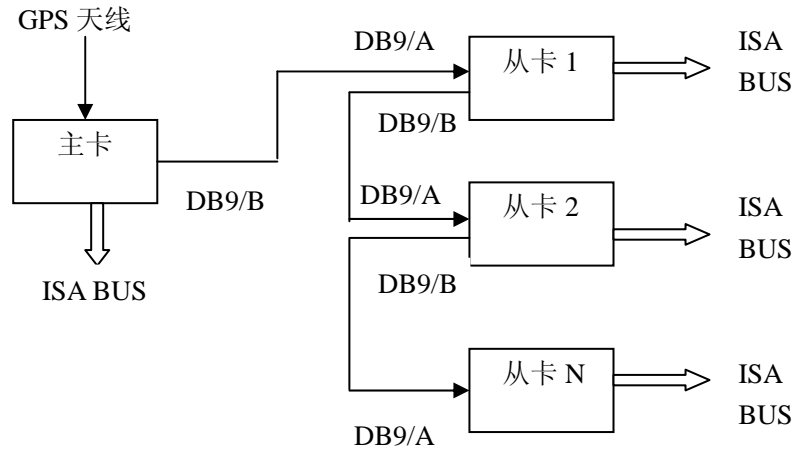 GPS 天线
DB9/A
从卡 1
ISA
BUS
主卡
DB9/B
DB9/B
DB9/A
从卡 2
ISA
BUS
ISA BUS
DB9/B
从卡 N
ISA
BUS
DB9/A